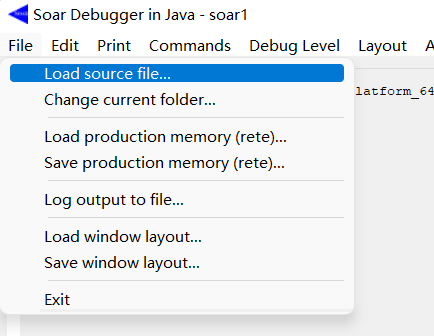 Soar Debugger in Java - soar1
File Edit Print Commands Debug Level Layout A
Load source file...
Change current folder...
latform_64
Load production memory (rete)...
Save production memory (rete)...
Log output to file...
Load window layout...
Save window layout...
Exit